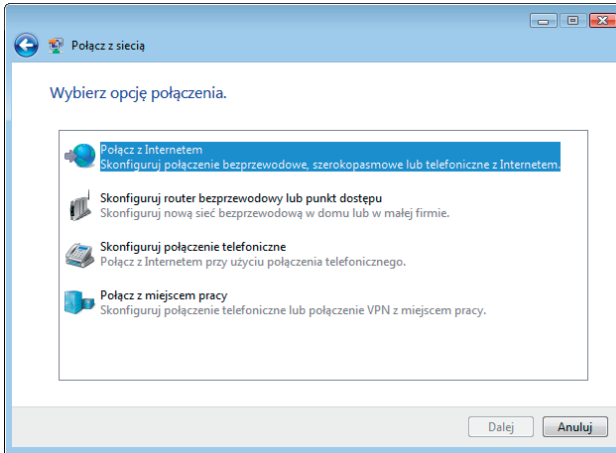 Połącz z siecią
Wybierz opcję połączenia.
Połącz z Internetem
Skonfiguruj połączenie bezprzewodowe, szerokopasmowe lub telefoniczne z Internetem.
Skonfiguruj router bezprzewodowy lub punkt dostępu
Skonfiguruj nową sieć bezprzewodową w domu lub w małej firmie.
Skonfiguruj połączenie telefoniczne
Połącz z Internetem przy użyciu połączenia telefonicznego.
Połącz z miejscem pracy
Skonfiguruj połączenie telefoniczne lub połączenie VPN z miejscem pracy.
Dalej Anuluj